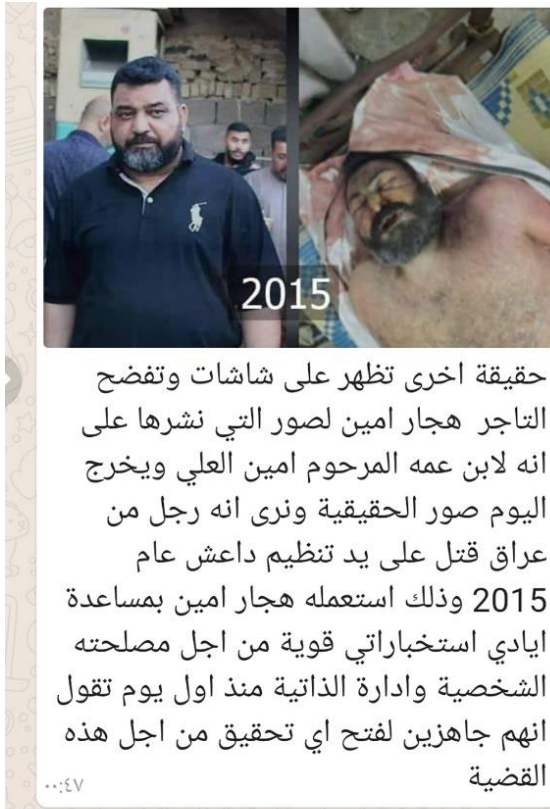 2015
حقيقة اخرى تظهر على شاشات وتفضح
التاجر هجار امين لصور التي نشرها على
انه لابن عمه المرحوم امين العلي ويخرج
اليوم صور الحقيقية ونرى انه رجل من
عراق قتل على يد تنظيم داعش عام
2015 وذلك استعمله هجار امين بمساعدة
ايادي استخباراتي قوية من اجل مصلحته
الشخصية وادارة الذاتية منذ اول يوم تقول
انهم جاهزين لفتح اي تحقيق من اجل هذه
القضية
٠٠:٤٧